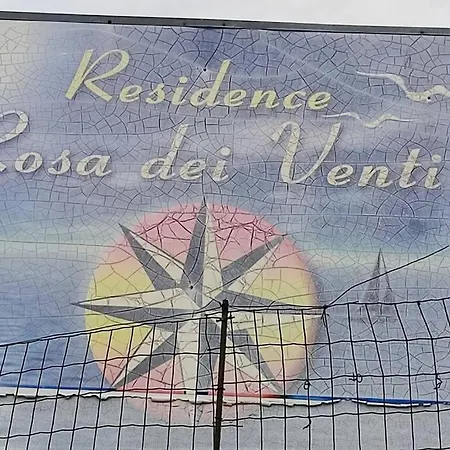 Residence
Rosa dei Venti